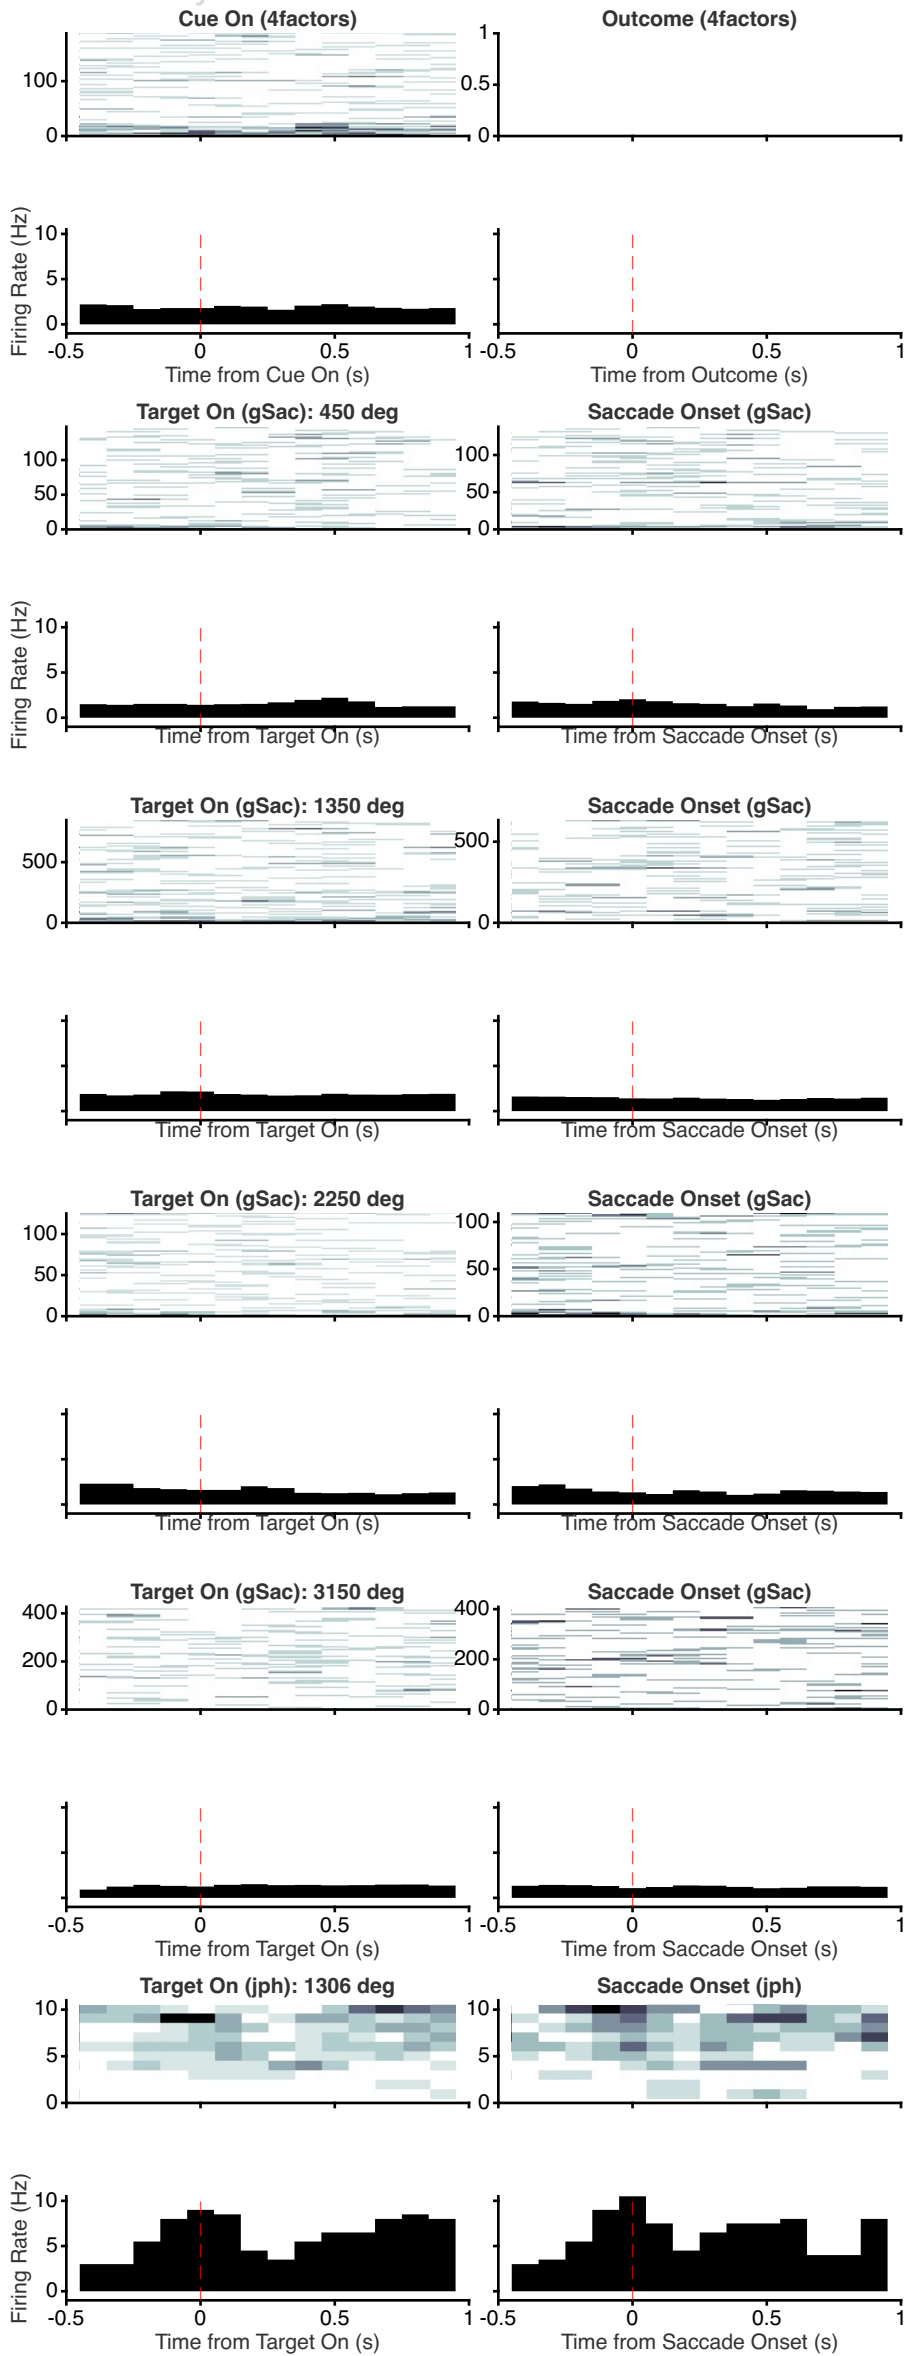 Cue On (4factors) Outcome (4factors)
100
0
1
0.5
0
Firing Rate (Hz)
10
5
0
-0.5 0 0.5 1 -0.5 0 0.5 1
Time from Cue On (s) Time from Outcome (s)
Target On (gSac): 450 deg Saccade Onset (gSac)
100
50
0
100
50
0
Firing Rate (Hz)
10
5
0
Time from Target On (s) Time from Saccade Onset (s)
Target On (gSac): 1350 deg Saccade Onset (gSac)
500
0
500
0
Time from Target On (s) Time from Saccade Onset (s)
Target On (gSac): 2250 deg Saccade Onset (gSac)
100
50
0
100
50
0
Time from Target On (s) Time from Saccade Onset (s)
Target On (gSac): 3150 deg Saccade Onset (gSac)
400
200
0
400
200
0
-0.5 0 0.5 1 -0.5 0 0.5 1
Time from Target On (s) Time from Saccade Onset (s)
Target On (jph): 1306 deg Saccade Onset (jph)
10
5
0
10
5
0
Firing Rate (Hz)
10
5
0
-0.5 0 0.5 1 -0.5 0 0.5 1
Time from Target On (s) Time from Saccade Onset (s)